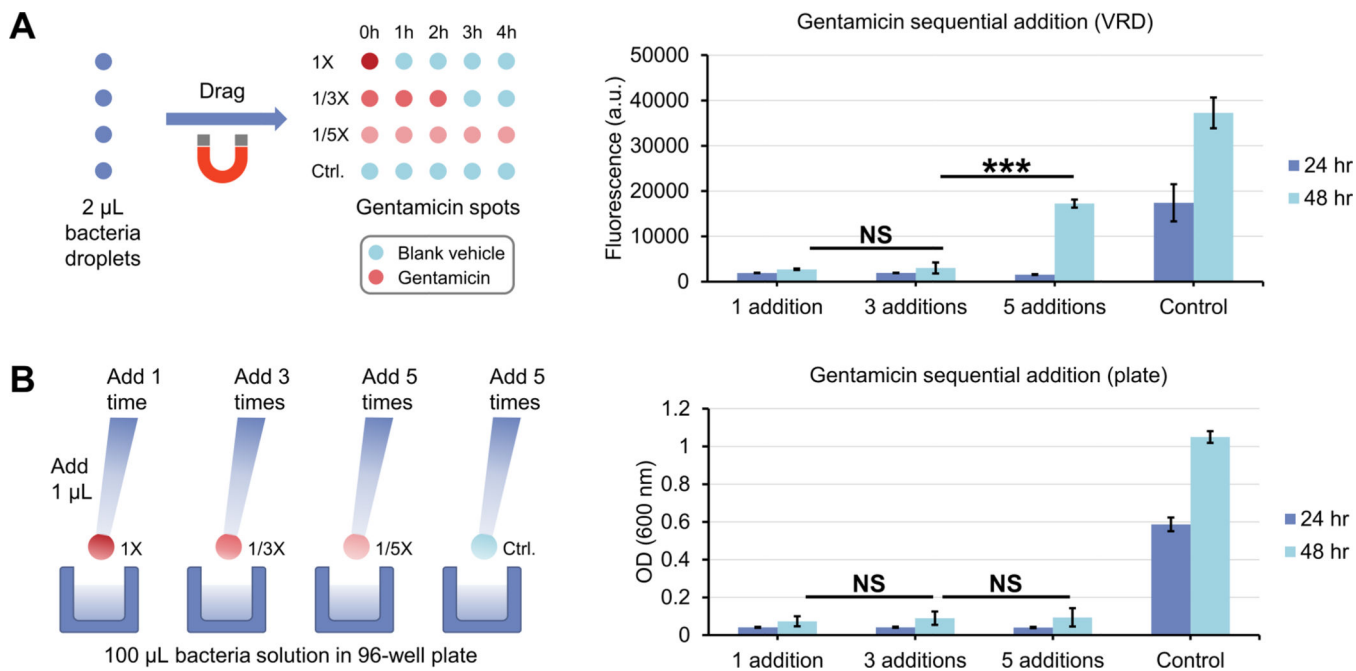 A
0h 1h 2h 3h 4h
1X
1/3X
1/5X
Ctrl.
Drag
2 µL
bacteria
droplets
Gentamicin spots
Blank vehicle
Gentamicin
Gentamicin sequential addition (VRD)
Fluorescence (a.u.)
50000
40000
30000
20000
10000
0
NS
***
1 addition 3 additions 5 additions Control
24 hr
48 hr
B
Add 1
time
Add 3
times
Add 5
times
Add 5
times
Add
1 µL
1X
1/3X
1/5X
Ctrl.
100 µL bacteria solution in 96-well plate
Gentamicin sequential addition (plate)
OD (600 nm)
1.2
1
0.8
0.6
0.4
0.2
0
NS
NS
1 addition 3 additions 5 additions Control
24 hr
48 hr